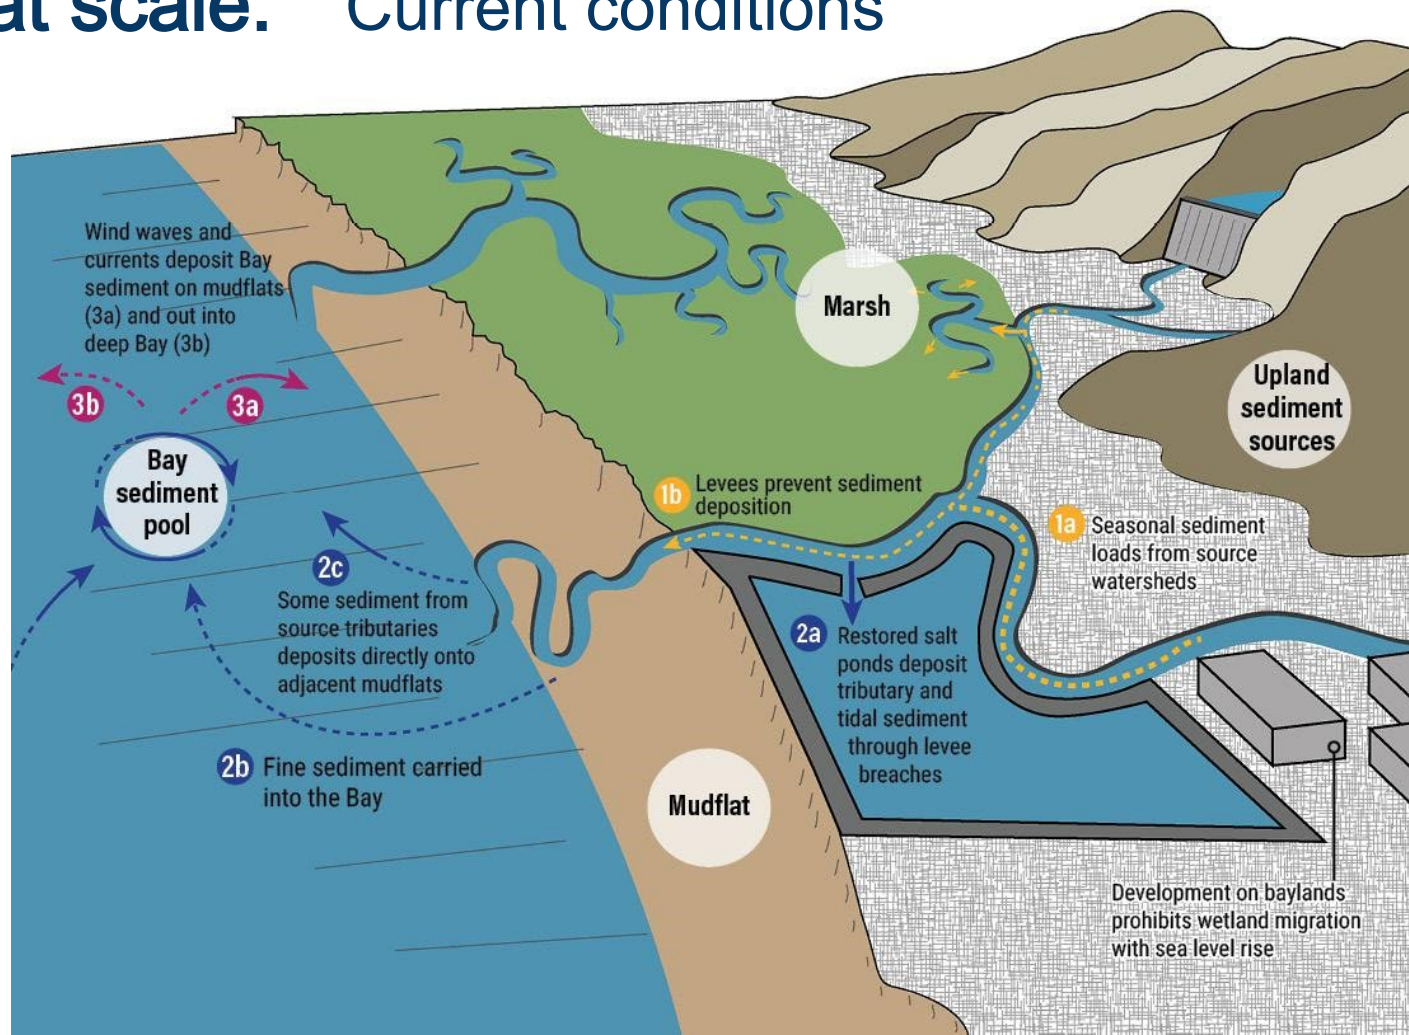 at scale. Current conditions
Wind waves and
currents deposit Bay
sediment on mudflats
(3a) and out into
deep Bay (3b)
3b
3a
Bay
sediment
pool
Marsh
Upland
sediment
sources
1b Levees prevent sediment
deposition
1a Seasonal sediment
loads from source
watersheds
2c
Some sediment from
source tributaries
deposits directly onto
adjacent mudflats
2a Restored salt
ponds deposit
tributary and
tidal sediment
through levee
breaches
2b Fine sediment carried
into the Bay
Mudflat
Development on baylands
prohibits wetland migration
with sea level rise